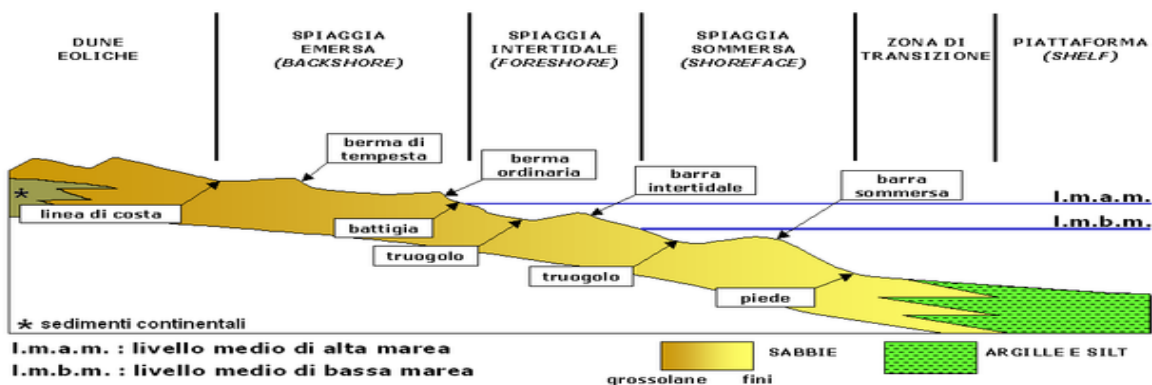 DUNE
EOLICHE
SPIAGGIA
EMERSA
(BACKSHORE)
SPIAGGIA
INTERTIDALE
(FORESHORE)
SPIAGGIA
SOMMERSA
(SHOREFACE)
ZONA DI
TRANSIZIONE
PIATTAFORMA
(SHELF)
berma di
tempesta
berma
ordinaria
barra
intertidale
barra
sommersa
l.m.a.m.
l.m.b.m.
*
linea di costa
battigia
truogolo
truogolo
piede
* sedimenti continentali
l.m.a.m. : livello medio di alta marea
l.m.b.m. : livello medio di bassa marea
SABBIE
grossolane fini
ARGILLE E SILT